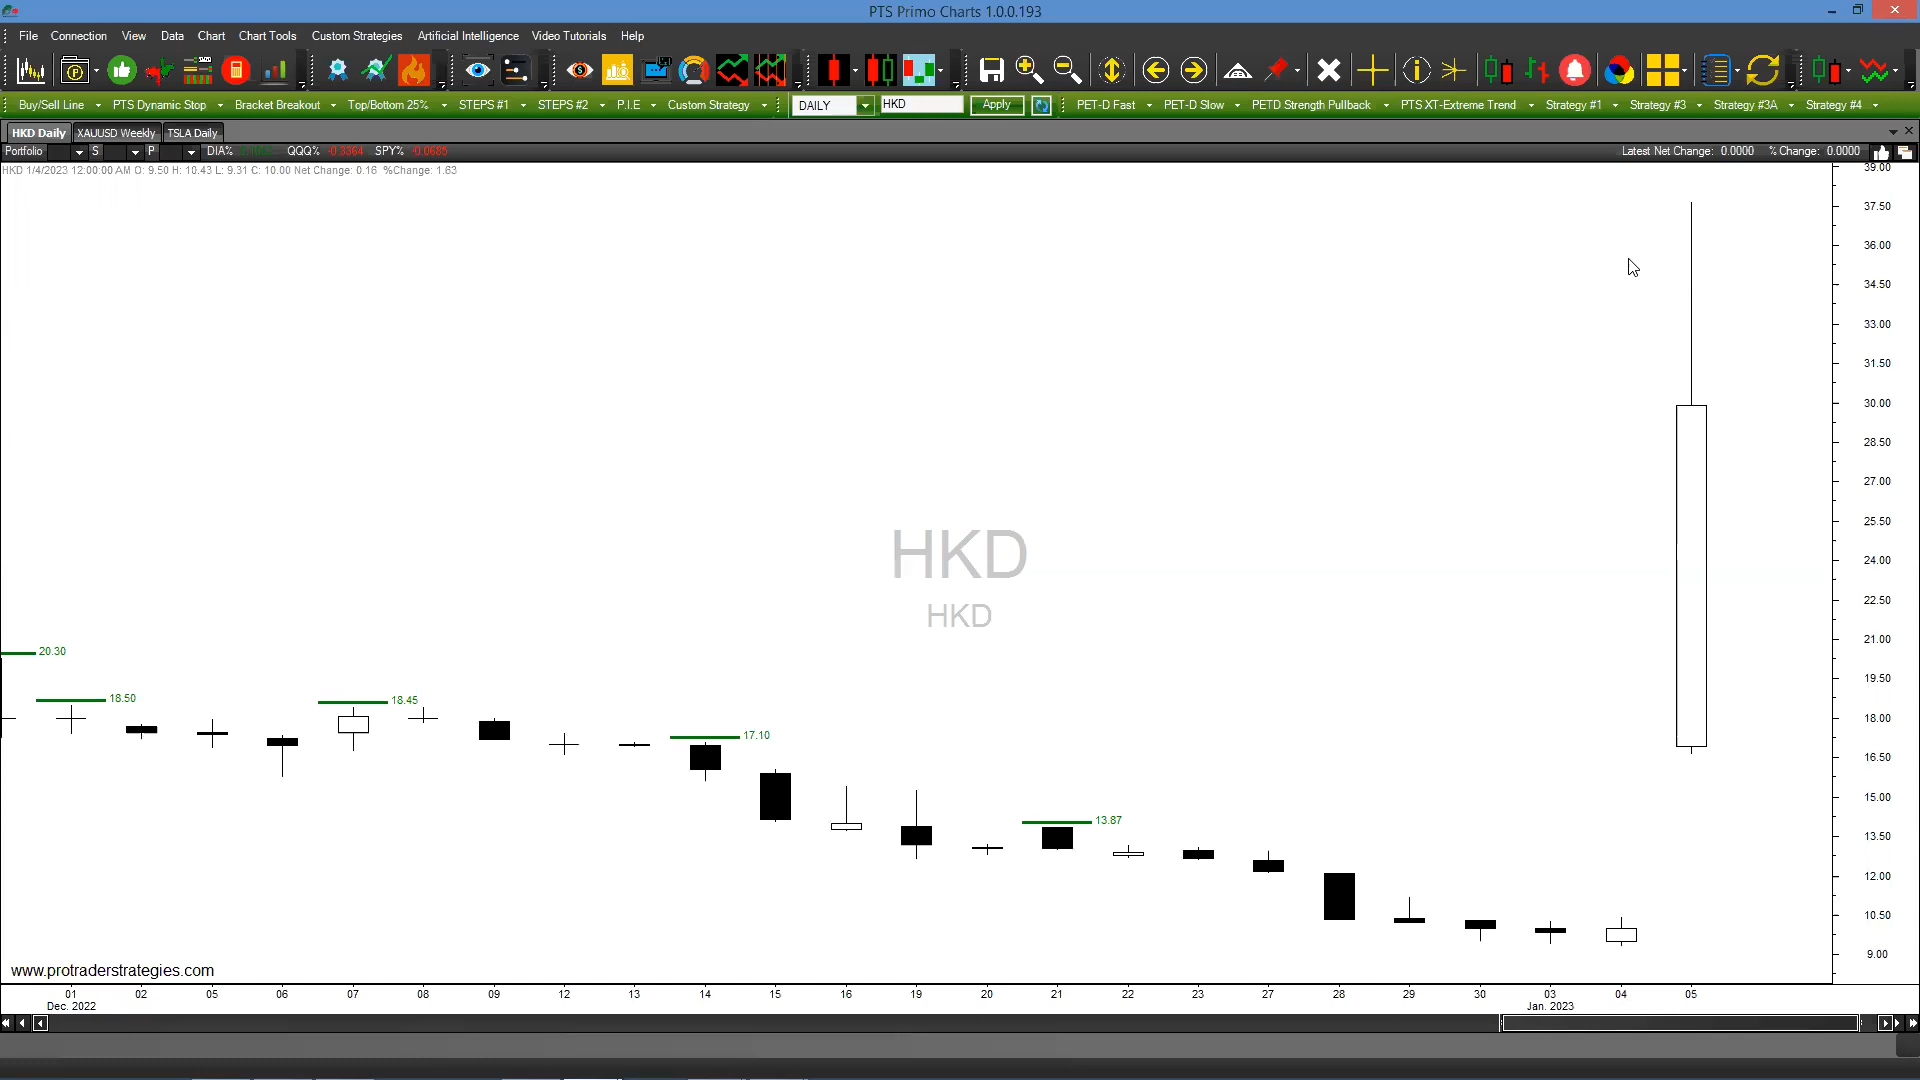 PTS Primo Charts 1.0.0.193
File Connection View Data Chart Chart Tools Custom Strategies Artificial Intelligence Video Tutorials Help
Buy/Sell Line PTS Dynamic Stop Bracket Breakout Top/Bottom 25% STEPS #1 STEPS #2 P.I.E Custom Strategy DAILY HKD Apply PET-D Fast PET-D Slow PETD Strength Pullback PTS XT-Extreme Trend Strategy #1 Strategy #3 Strategy #3A Strategy #4
HKD Daily XAUUSD Weekly TSLA Daily
Portfolio S P DIA% QQQ% -0.3364 SPY% -0.0685 Latest Net Change: 0.0000 % Change: 0.0000
HKD 1/4/2023 12:00:00 AM O: 9.50 H: 10.43 L: 9.31 C: 10.00 Net Change: 0.16 %Change: 1.63
39.00
37.50
36.00
34.50
33.00
31.50
30.00
28.50
27.00
25.50
24.00
22.50
21.00
19.50
18.00
16.50
15.00
13.50
12.00
10.50
9.00
HKD
HKD
20.30
18.50
18.45
17.10
13.87
www.protraderstrategies.com
01 02 05 06 07 08 09 12 13 14 15 16 19 20 21 22 23 27 28 29 30 03 04 05
Dec. 2022 Jan. 2023